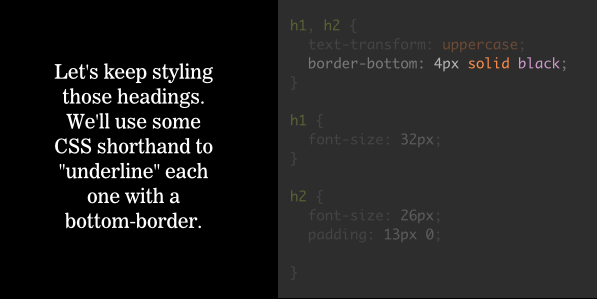 Let's keep styling
those headings.
We'll use some
CSS shorthand to
"underline" each
one with a
bottom-border.
h1, h2 {
text-transform: uppercase;
border-bottom: 4px solid black;
}
h1 {
font-size: 32px;
}
h2 {
font-size: 26px;
padding: 13px 0;
}